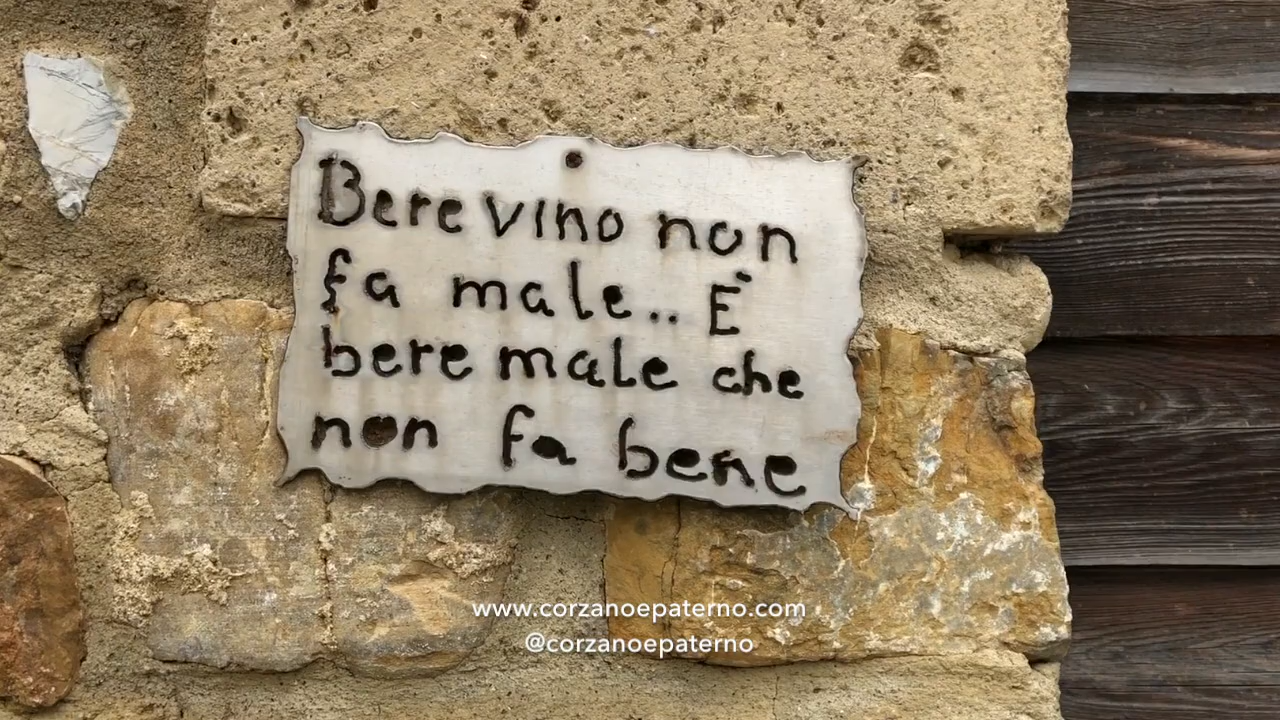 Bere vino non
fa male.. È
bere male che
non fa bene
www.corzanoepaterno.com
@corzanoepaterno